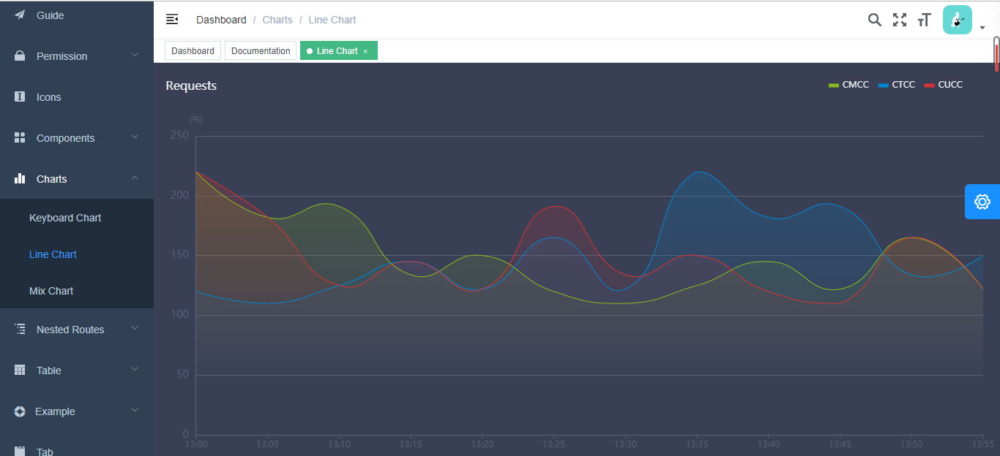 Guide
Permission
Icons
Components
Charts
Keyboard Chart
Line Chart
Mix Chart
Nested Routes
Table
Example
Tab
Dashboard / Charts / Line Chart
Dashboard
Documentation
Line Chart ×
Requests
CMCC CTCC CUCC
(%)
250
200
150
100
50
0
13:00 13:05 13:10 13:15 13:20 13:25 13:30 13:35 13:40 13:45 13:50 13:55